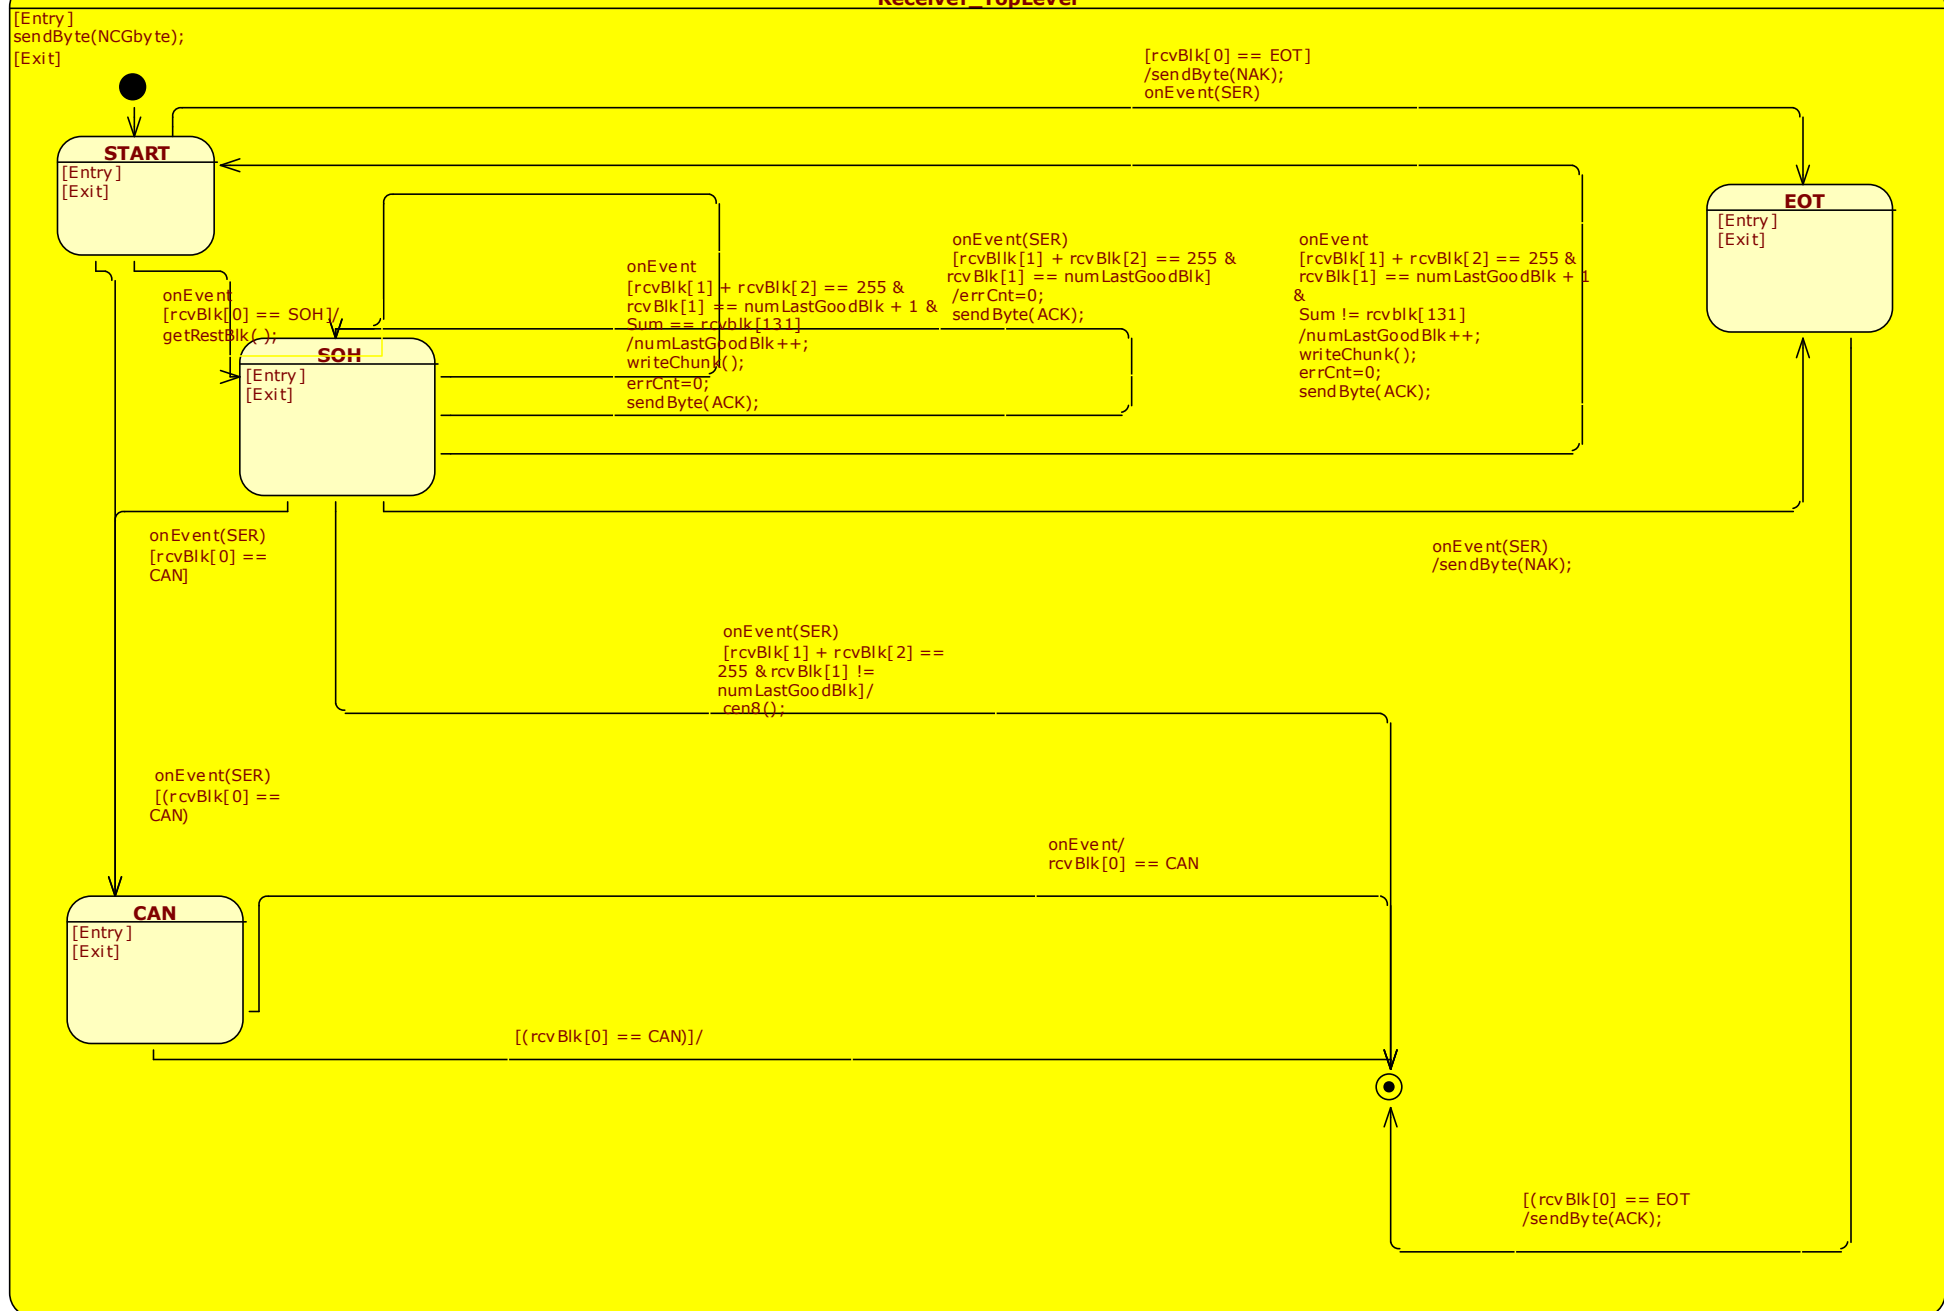 Receiver_TopLevel
[Entry]
sendByte(NCGbyte);
[Exit]
[rcvBlk[0] == EOT]
/sendByte(NAK);
onEvent(SER)
START
[Entry]
[Exit]
EOT
[Entry]
[Exit]
onEvent
[rcvBlk[0] == SOH]/
getRestBlk( );
onEvent
[rcvBlk[1] + rcvBlk[2] == 255 &
rcvBlk[1] == numLastGoodBlk + 1 &
Sum == rcvblk[131]
/numLastGoodBlk++;
writeChunk();
errCnt=0;
sendByte(ACK);
onEvent(SER)
[rcvBllk[1] + rcvBlk[2] == 255 &
rcvBlk[1] == numLastGoodBlk]
/errCnt=0;
sendByte(ACK);
onEvent
[rcvBlk[1] + rcvBlk[2] == 255 &
rcvBlk[1] == numLastGoodBlk + 1
&
Sum != rcvblk[131]
/numLastGoodBlk++;
writeChunk();
errCnt=0;
sendByte(ACK);
SOH
[Entry]
[Exit]
onEvent(SER)
[rcvBlk[0] ==
CAN]
onEvent(SER)
/sendByte(NAK);
onEvent(SER)
[rcvBlk[1] + rcvBlk[2] ==
255 & rcvBlk[1] !=
numLastGoodBlk]/
cen8();
onEvent(SER)
[(rcvBlk[0] ==
CAN)
onEvent/
rcvBlk[0] == CAN
CAN
[Entry]
[Exit]
[(rcvBlk[0] == CAN)]/
[(rcvBlk[0] == EOT
/sendByte(ACK);